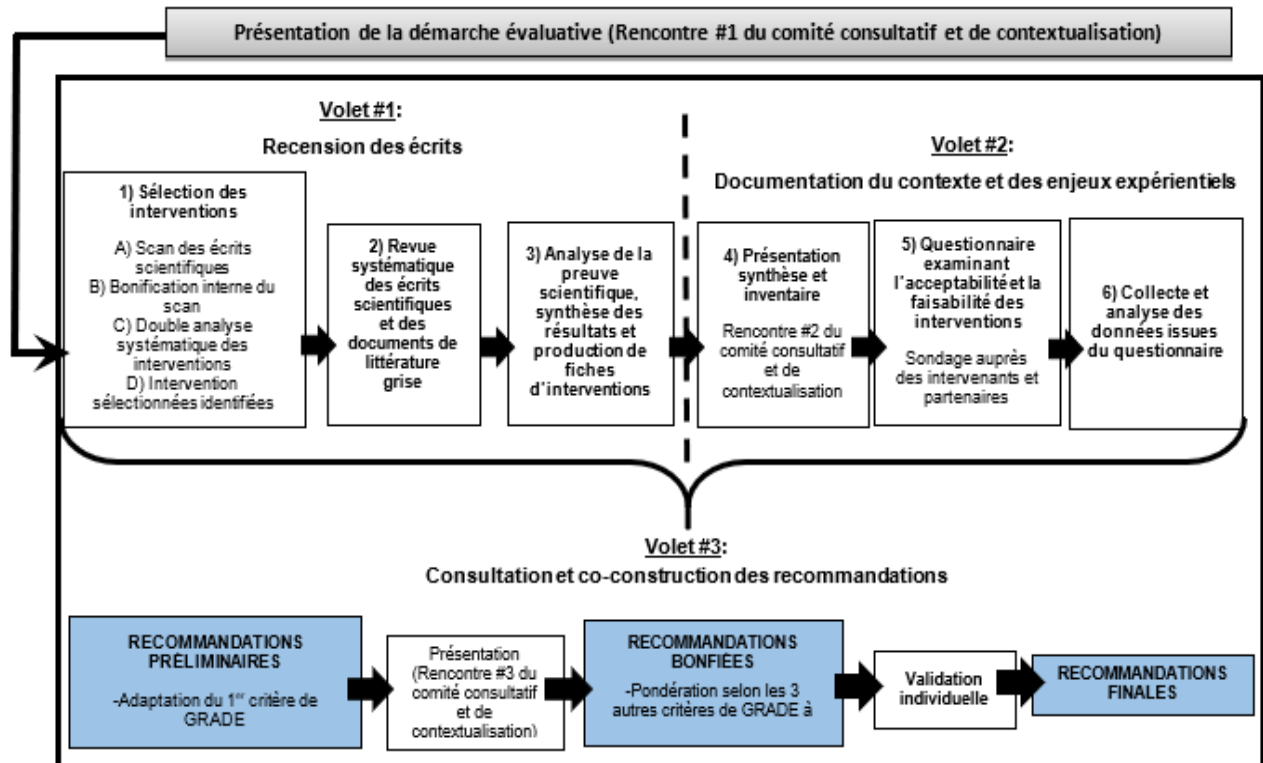 Présentation de la démarche évaluative (Rencontre #1 du comité consultatif et de contextualisation)
Volet #1:
Recension des écrits
Volet #2:
Documentation du contexte et des enjeux expérientiels
1) Sélection des
interventions
A) Scan des écrits
scientifiques
B) Bonification interne du
scan
C) Double analyse
systématique des
interventions
D) Intervention
sélectionnées identifiées
2) Revue
systématique
des écrits
scientifiques
et des
documents de
littérature
grise
3) Analyse de la
preuve
scientifique,
synthèse des
résultats et
production de
fiches
d'interventions
4) Présentation
synthèse et
inventaire
Rencontre #2 du
comité consultatif
et de
contextualisation
5) Questionnaire
examinant
l'acceptabilité et la
faisabilité des
interventions
Sondage auprès
des intervenants et
partenaires
6) Collecte et
analyse des
données issues
du questionnaire
Volet #3:
Consultation et co-construction des recommandations
RECOMMANDATIONS
PRÉLIMINAIRES
-Adaptation du 1er critère de
GRADE
Présentation
(Rencontre #3 du
comité consultatif
et de
contextualisation)
RECOMMANDATIONS
BONFIÉES
-Pondération selon les 3
autres critères de GRADE à
Validation
individuelle
RECOMMANDATIONS
FINALES